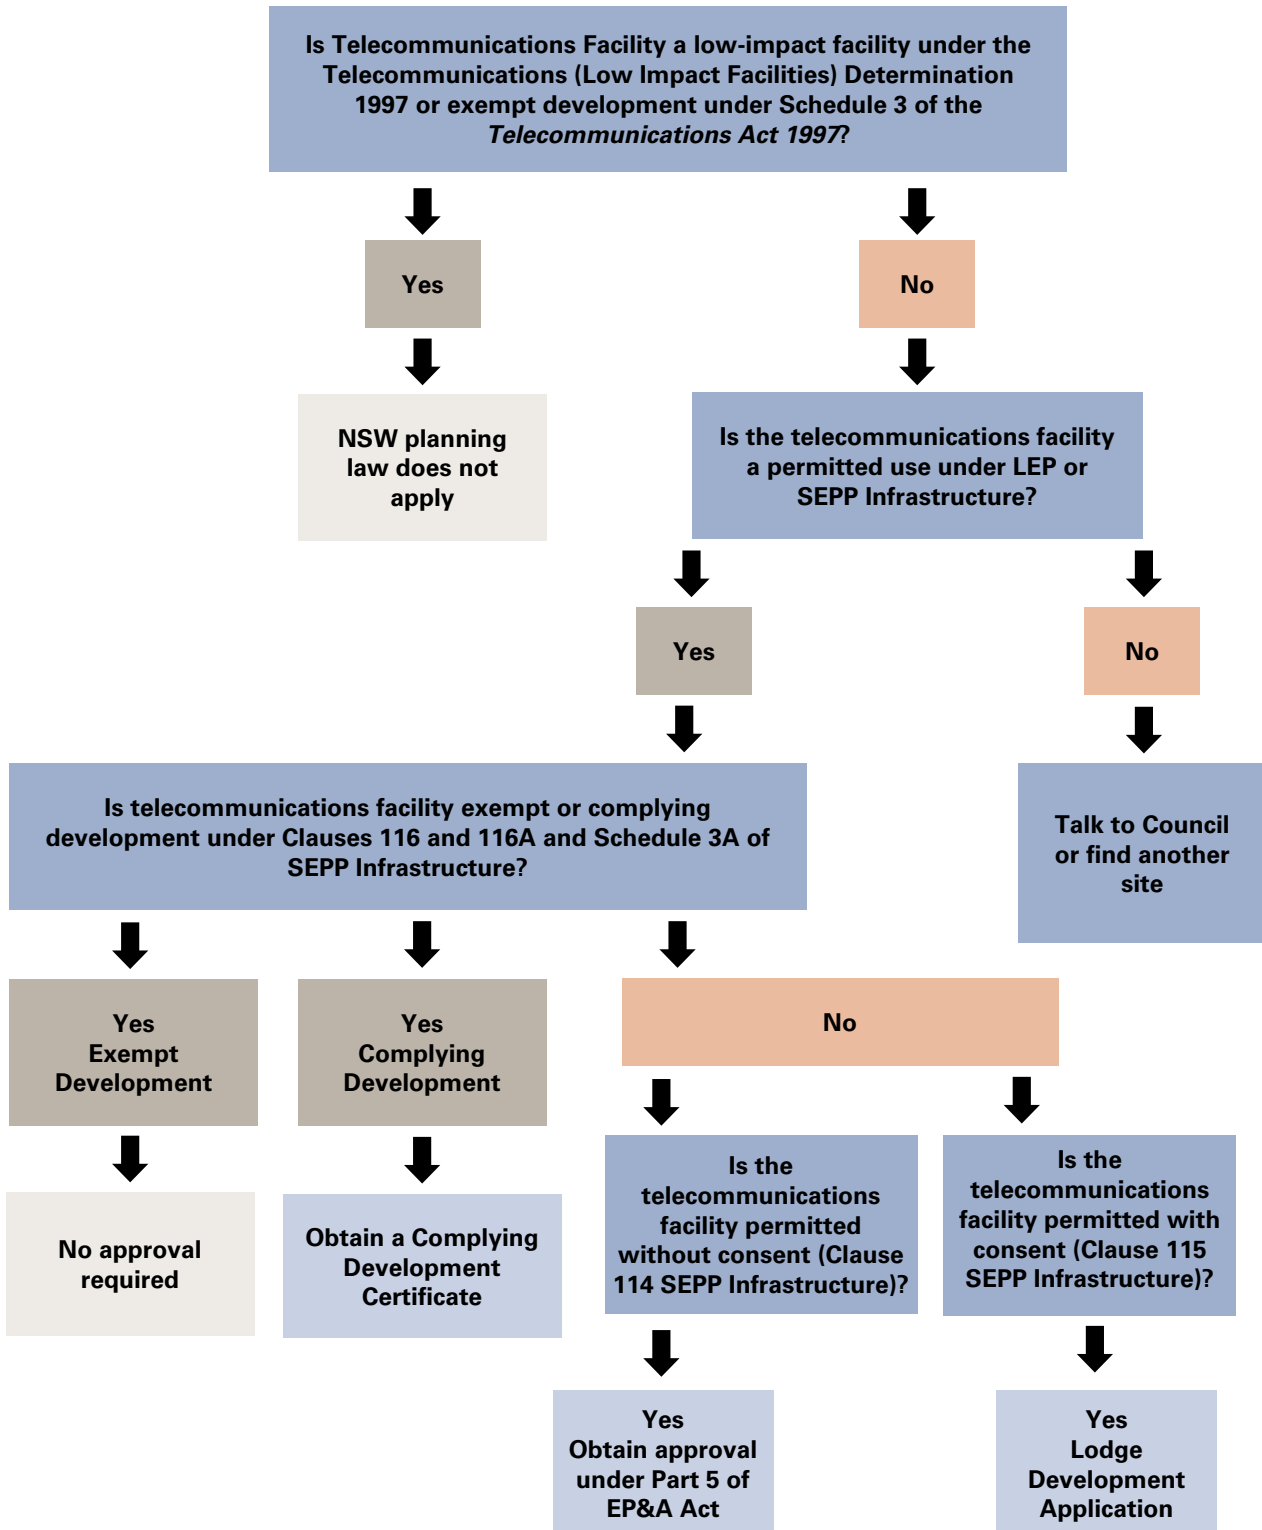 Is Telecommunications Facility a low-impact facility under the
Telecommunications (Low Impact Facilities) Determination
1997 or exempt development under Schedule 3 of the
Telecommunications Act 1997?
Yes
No
NSW planning
law does not
apply
Is the telecommunications facility
a permitted use under LEP or
SEPP Infrastructure?
Yes
No
Is telecommunications facility exempt or complying
development under Clauses 116 and 116A and Schedule 3A of
SEPP Infrastructure?
Talk to Council
or find another
site
Yes
Exempt
Development
Yes
Complying
Development
No
No approval
required
Obtain a Complying
Development
Certificate
Is the
telecommunications
facility permitted
without consent (Clause
114 SEPP Infrastructure)?
Is the
telecommunications
facility permitted with
consent (Clause 115
SEPP Infrastructure)?
Yes
Obtain approval
under Part 5 of
EP&A Act
Yes
Lodge
Development
Application